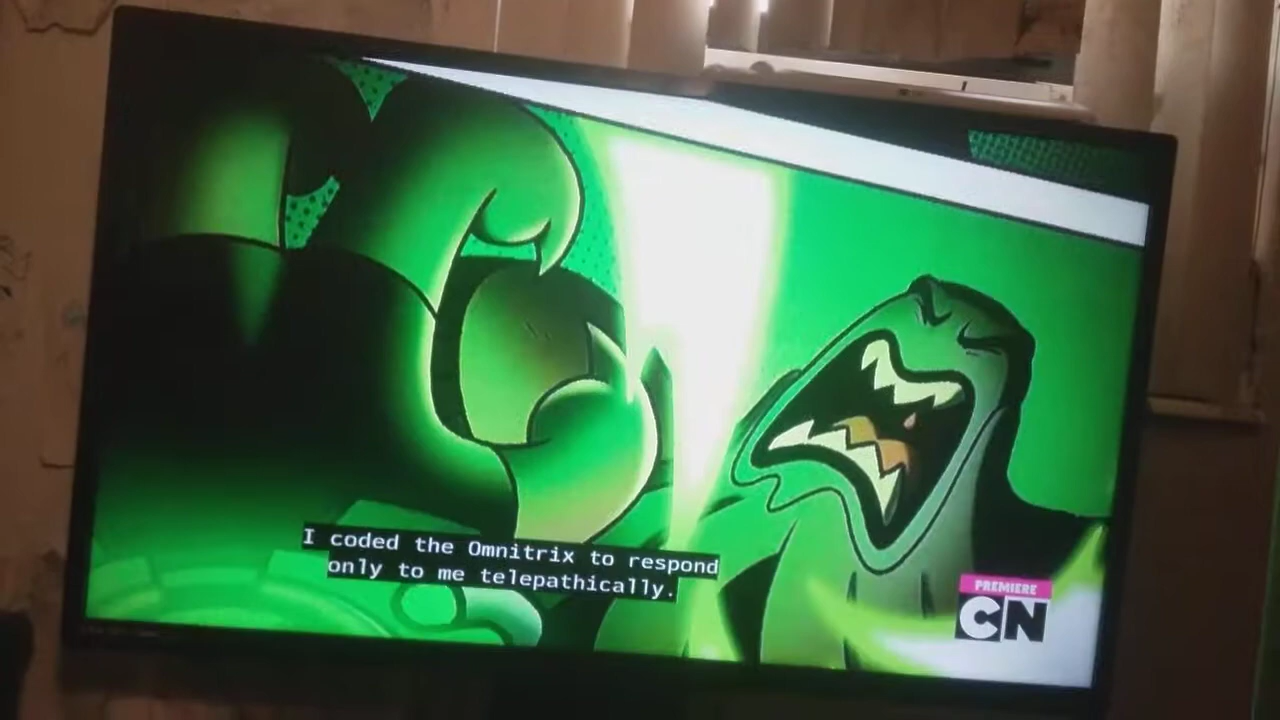 I coded the Omnitrix to respond
only to me telepathically.
PREMIERE
CN